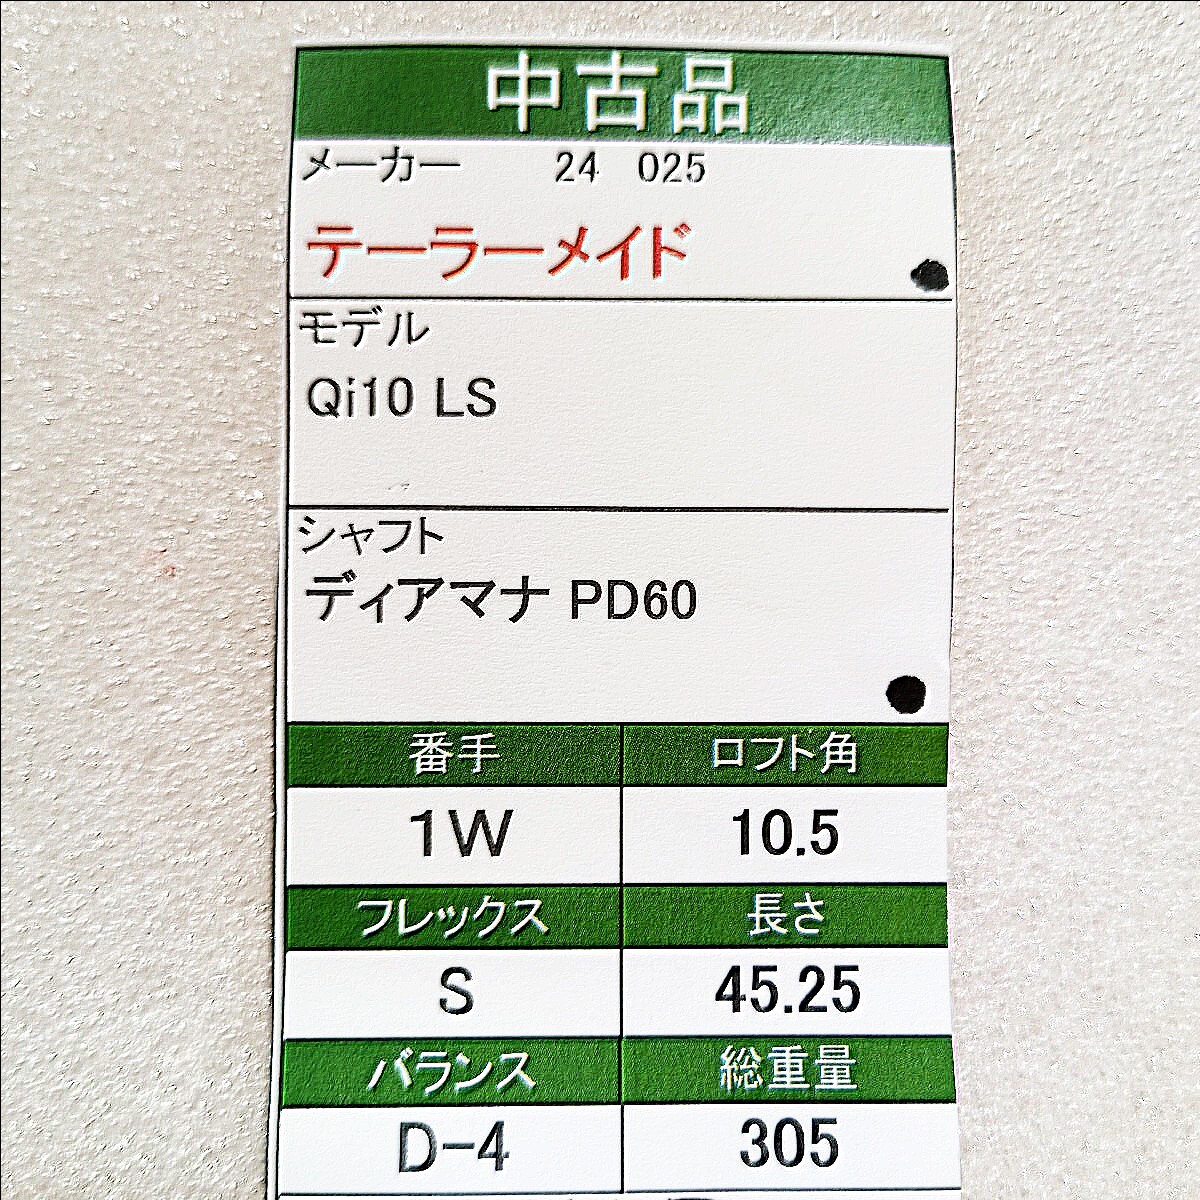 中古品
メーカー 24 025
テーラーメイド
モデル
Qi10 LS
シャフト
ディアマナ PD60
番手 ロフト角
1W 10.5
フレックス 長さ
S 45.25
バランス 総重量
D-4 305